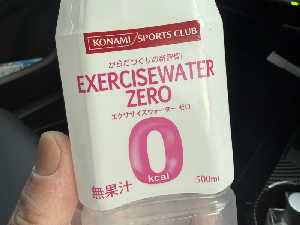 KONAMI SPORTS CLUB
からだづくりの新習慣!
EXERCISEWATER
ZERO
エクササイズウォーター ゼロ
0
kcal
無果汁
500ml